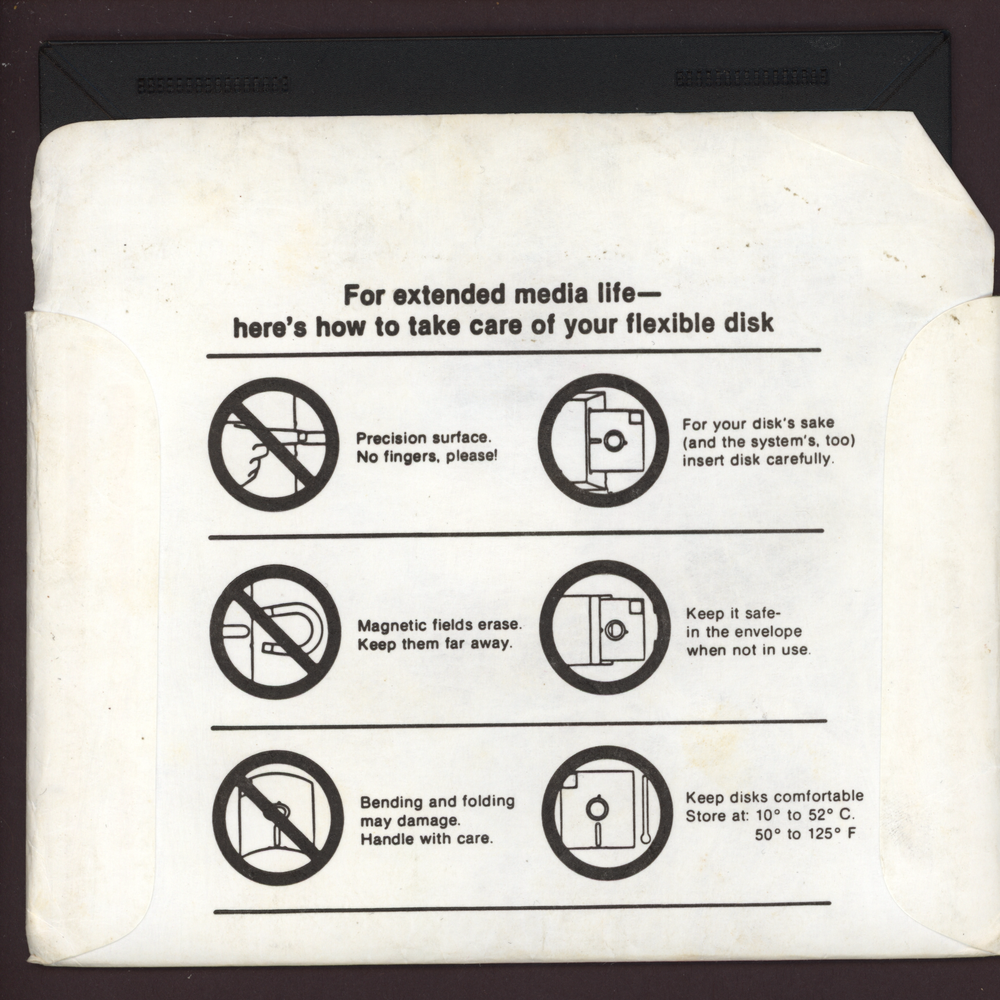 For extended media life—
here's how to take care of your flexible disk
Precision surface.
No fingers, please!
For your disk's sake
(and the system's, too)
insert disk carefully.
Magnetic fields erase.
Keep them far away.
Keep it safe-
in the envelope
when not in use.
Bending and folding
may damage.
Handle with care.
Keep disks comfortable
Store at: 10° to 52° C.
50° to 125° F